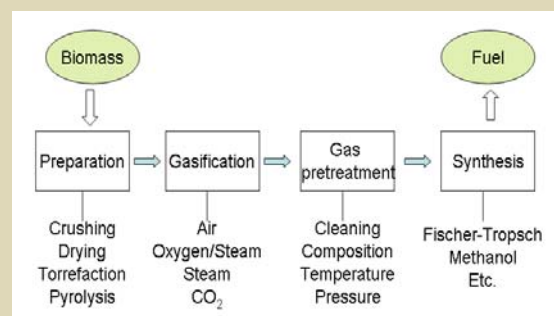 Biomass
Fuel
Preparation
Gasification
Gas
pretreatment
Synthesis
Crushing
Drying
Torrefaction
Pyrolysis
Air
Oxygen/Steam
Steam
CO₂
Cleaning
Composition
Temperature
Pressure
Fischer-Tropsch
Methanol
Etc.